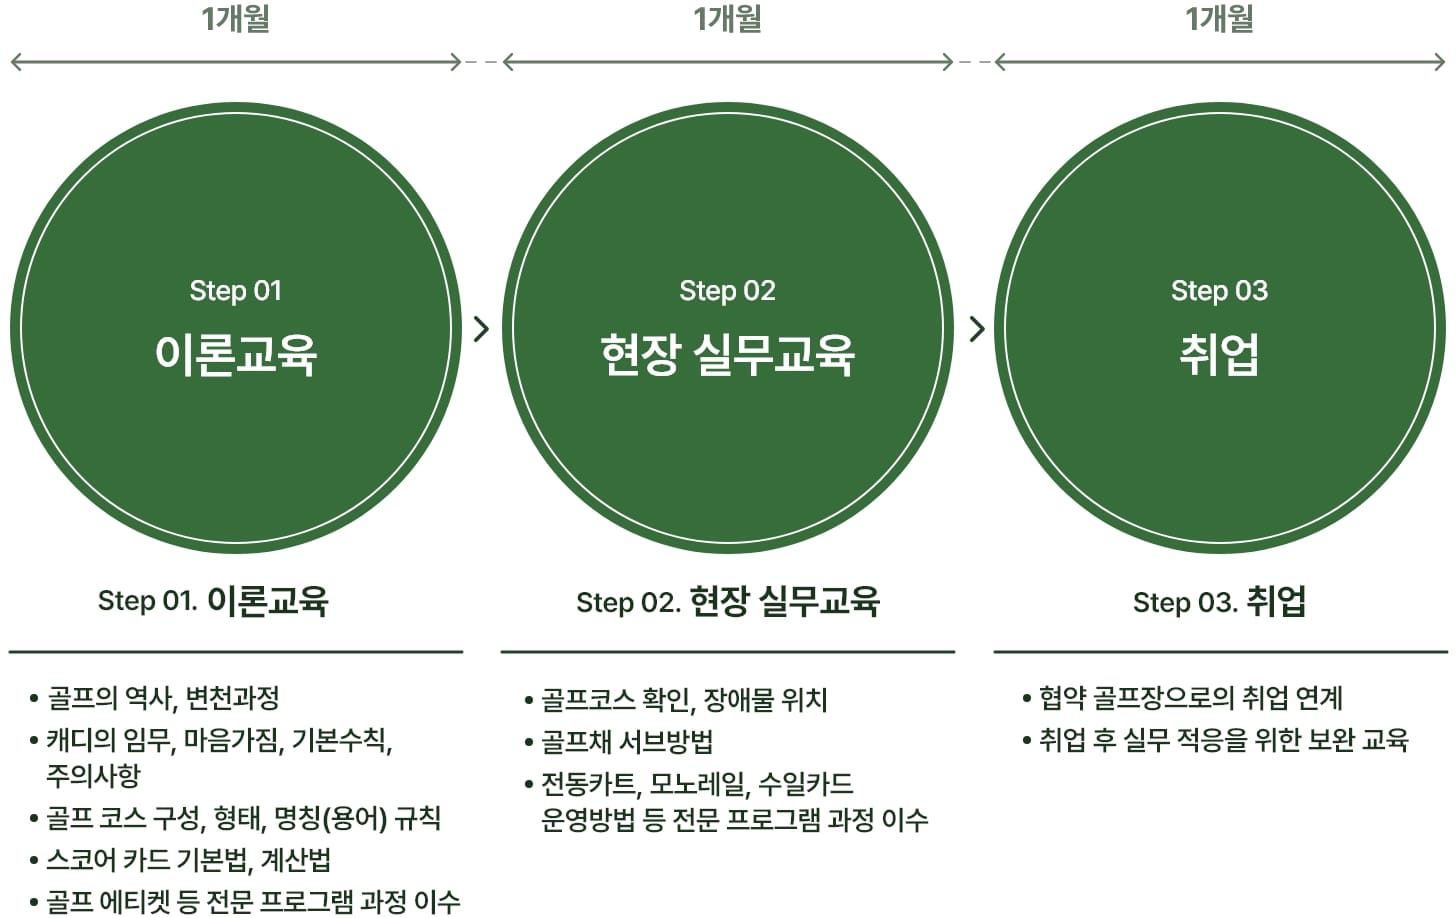 1개월
1개월
1개월
Step 01
이론교육
Step 02
현장 실무교육
Step 03
취업
Step 01. 이론교육
• 골프의 역사, 변천과정
• 캐디의 임무, 마음가짐, 기본수칙,
주의사항
• 골프 코스 구성, 형태, 명칭(용어) 규칙
• 스코어 카드 기본법, 계산법
• 골프 에티켓 등 전문 프로그램 과정 이수
Step 02. 현장 실무교육
• 골프코스 확인, 장애물 위치
• 골프채 서브방법
• 전동카트, 모노레일, 수일카드
운영방법 등 전문 프로그램 과정 이수
Step 03. 취업
• 협약 골프장으로의 취업 연계
• 취업 후 실무 적응을 위한 보완 교육